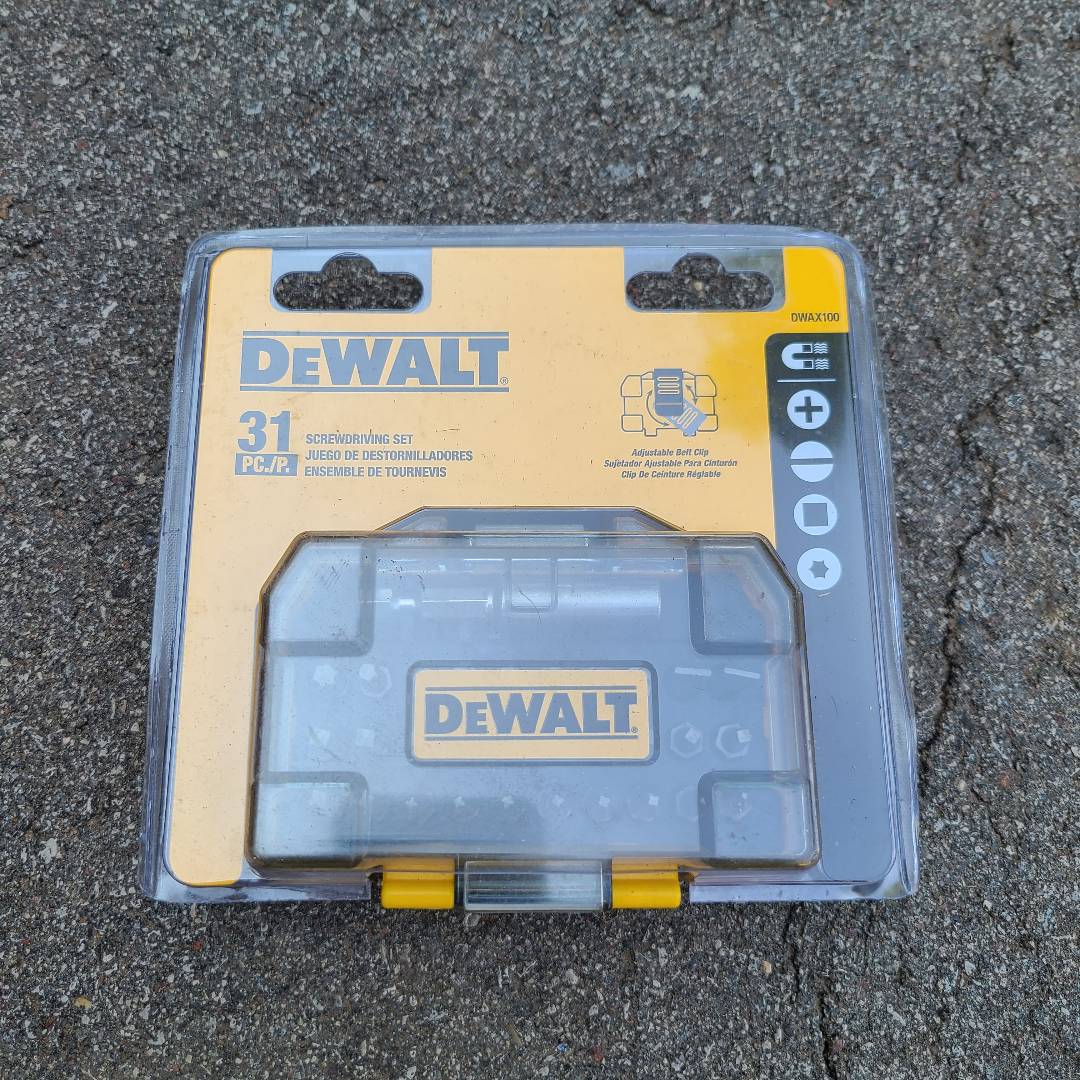 DWAX100
DEWALT®
31
PC./P.
SCREWDRIVING SET
JUEGO DE DESTORNILLADORES
ENSEMBLE DE TOURNEVIS
Adjustable Belt Clip
Sujetador Ajustable Para Cinturón
Clip De Ceinture Réglable
DEWALT®